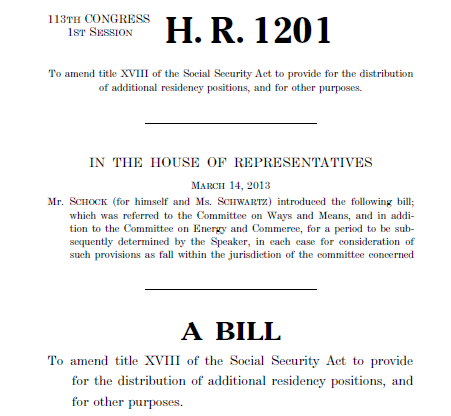 113TH CONGRESS
1ST SESSION
H. R. 1201
To amend title XVIII of the Social Security Act to provide for the distribution
of additional residency positions, and for other purposes.
IN THE HOUSE OF REPRESENTATIVES
MARCH 14, 2013
Mr. SCHOCK (for himself and Ms. SCHWARTZ) introduced the following bill;
which was referred to the Committee on Ways and Means, and in addi-
tion to the Committee on Energy and Commerce, for a period to be sub-
sequently determined by the Speaker, in each case for consideration of
such provisions as fall within the jurisdiction of the committee concerned
A BILL
To amend title XVIII of the Social Security Act to provide
for the distribution of additional residency positions, and
for other purposes.